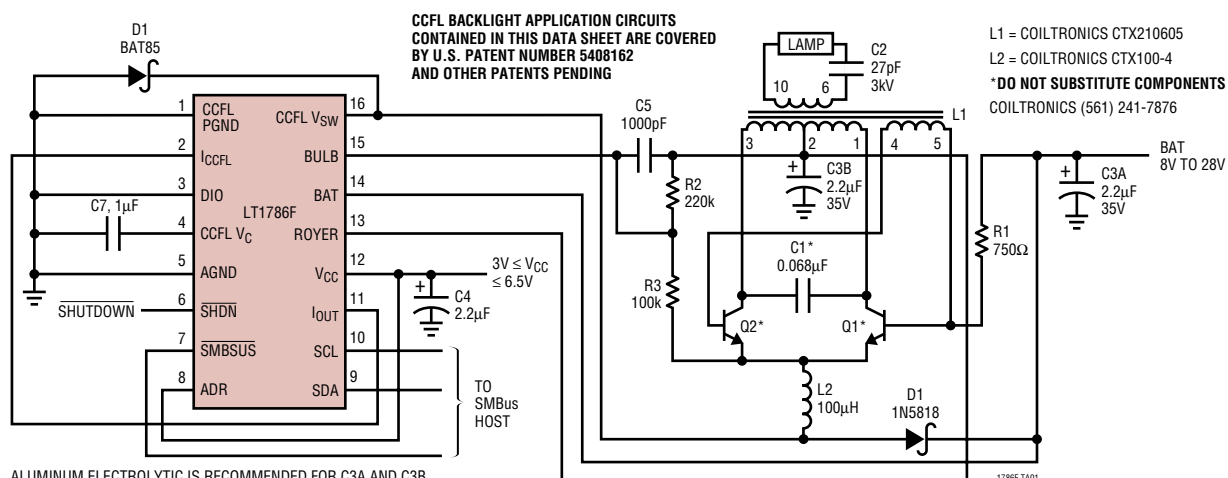 CCFL BACKLIGHT APPLICATION CIRCUITS
CONTAINED IN THIS DATA SHEET ARE COVERED
BY U.S. PATENT NUMBER 5408162
AND OTHER PATENTS PENDING
L1 = COILTRONICS CTX210605
L2 = COILTRONICS CTX100-4
*DO NOT SUBSTITUTE COMPONENTS
COILTRONICS (561) 241-7876
D1
BAT85
LAMP
C2
27pF
3kV
10
6
L1
3
2
1
4
5
C5
1000pF
1
CCFL
PGND
2
ICCFL
3
DIO
C7, 1µF
4
CCFL VC
5
AGND
SHUTDOWN
6
SHDN
7
SMBSUS
8
ADR
LT1786F
CCFL VSW
16
BULB
15
BAT
14
ROYER
13
VCC
12
IOUT
11
SCL
10
SDA
9
3V ≤ VCC
≤ 6.5V
+
C4
2.2µF
TO
SMBus
HOST
R2
220k
R3
100k
+
C3B
2.2µF
35V
C1*
0.068µF
Q2*
Q1*
L2
100µH
D1
1N5818
R1
750Ω
BAT
8V TO 28V
+
C3A
2.2µF
35V
ALUMINUM ELECTROLYTIC IS RECOMMENDED FOR C3A AND C3B
1786F TA01